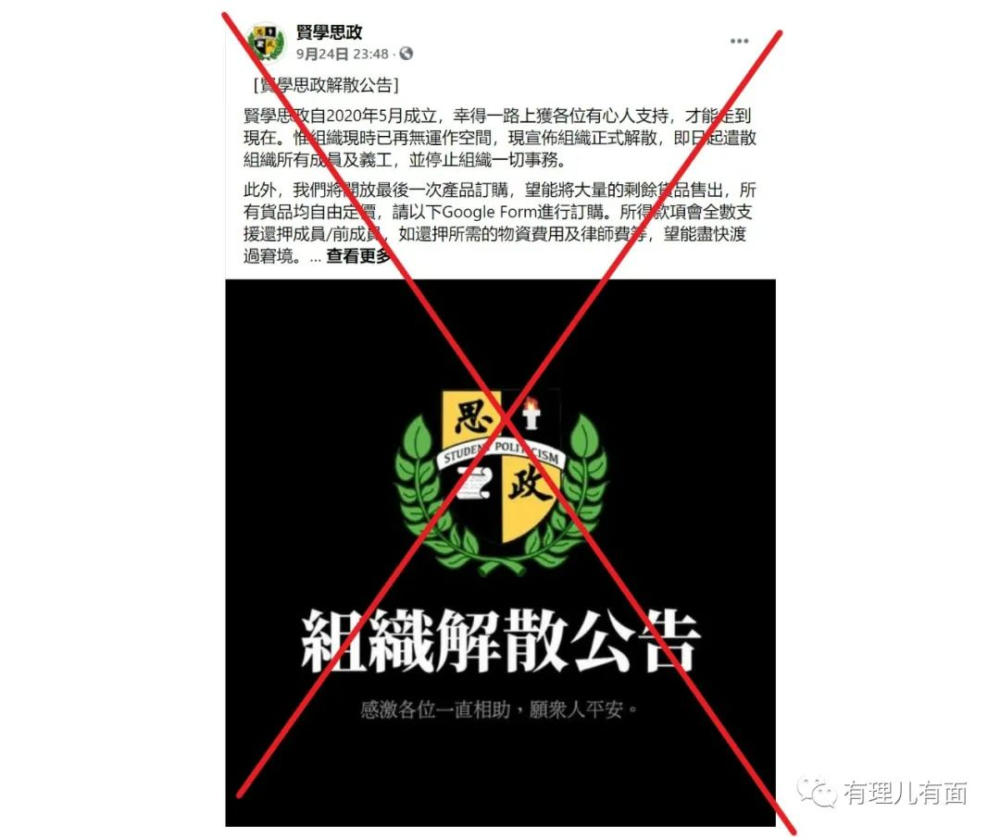 賢學思政
9月24日 23:48
[賢學思政解散公告]
賢學思政自2020年5月成立，幸得一路上獲各位有心人支持，才能走到
現在。惟組織現時已再無運作空間，現宣佈組織正式解散，即日起遣散
組織所有成員及義工，並停止組織一切事務。
此外，我們將開放最後一次產品訂購，望能將大量的剩餘貨品售出，所
有貨品均自由定價，請以下Google Form進行訂購。所得款項會全數支
援還押成員/前成員，如還押所需的物資費用及律師費等，望能盡快渡
過窘境。... 查看更多
思
STUDENT POLITICISM
政
組織解散公告
感激各位一直相助，願衆人平安。
有理儿有面